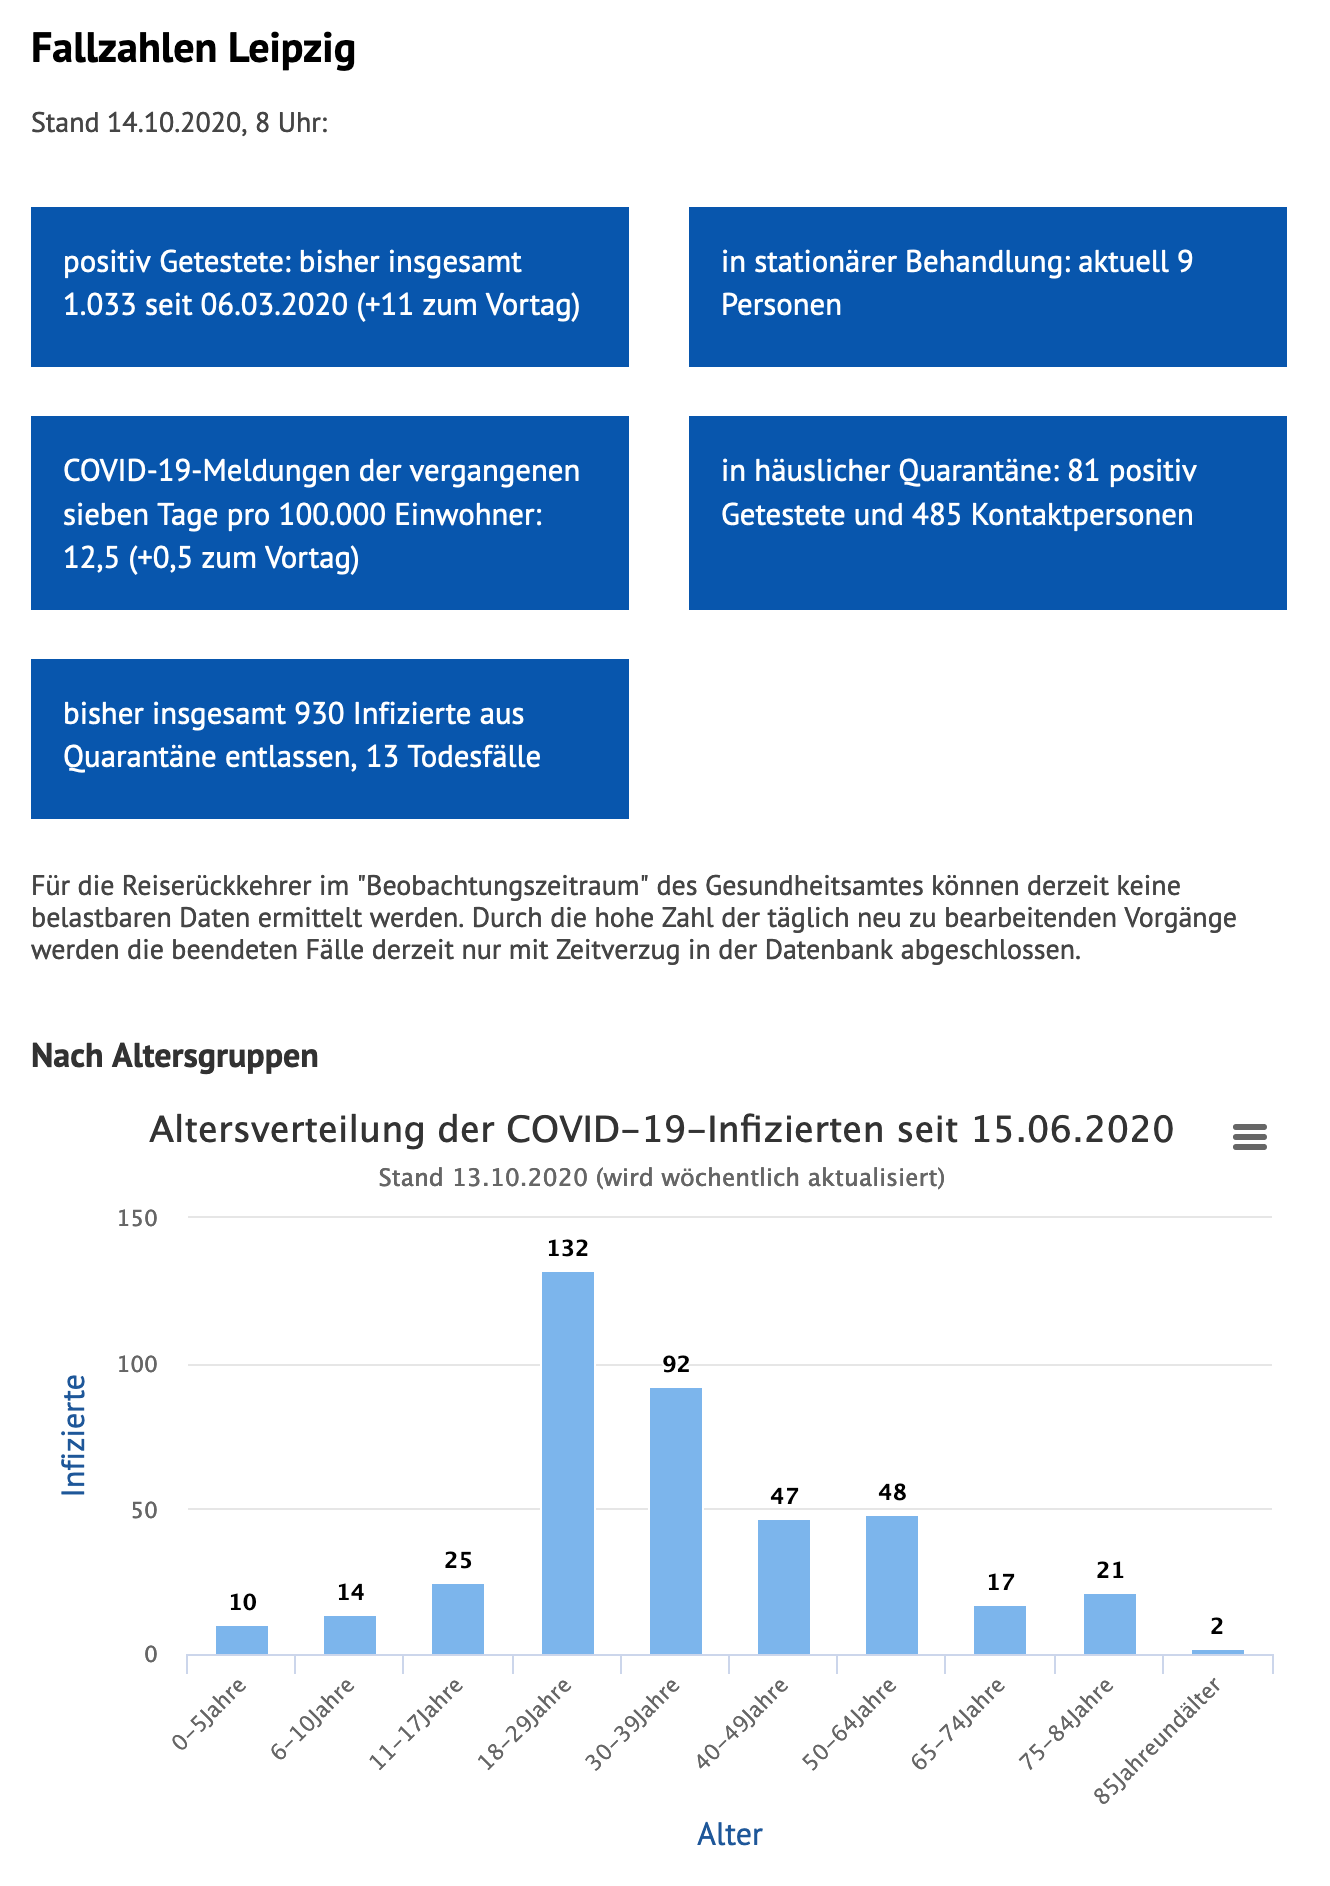 Fallzahlen Leipzig
Stand 14.10.2020, 8 Uhr:
positiv Getestete: bisher insgesamt
1.033 seit 06.03.2020 (+11 zum Vortag)
in stationärer Behandlung: aktuell 9
Personen
COVID-19-Meldungen der vergangenen
sieben Tage pro 100.000 Einwohner:
12,5 (+0,5 zum Vortag)
in häuslicher Quarantäne: 81 positiv
Getestete und 485 Kontaktpersonen
bisher insgesamt 930 Infizierte aus
Quarantäne entlassen, 13 Todesfälle
Für die Reiserückkehrer im "Beobachtungszeitraum" des Gesundheitsamtes können derzeit keine
belastbaren Daten ermittelt werden. Durch die hohe Zahl der täglich neu zu bearbeitenden Vorgänge
werden die beendeten Fälle derzeit nur mit Zeitverzug in der Datenbank abgeschlossen.
Nach Altersgruppen
Altersverteilung der COVID-19-Infizierten seit 15.06.2020
Stand 13.10.2020 (wird wöchentlich aktualisiert)
Infizierte
150
100
50
0
10
14
25
132
92
47
48
17
21
2
0-5Jahre
6-10Jahre
11-17Jahre
18-29Jahre
30-39Jahre
40-49Jahre
50-64Jahre
65-74Jahre
75-84Jahre
85Jahreundälter
Alter